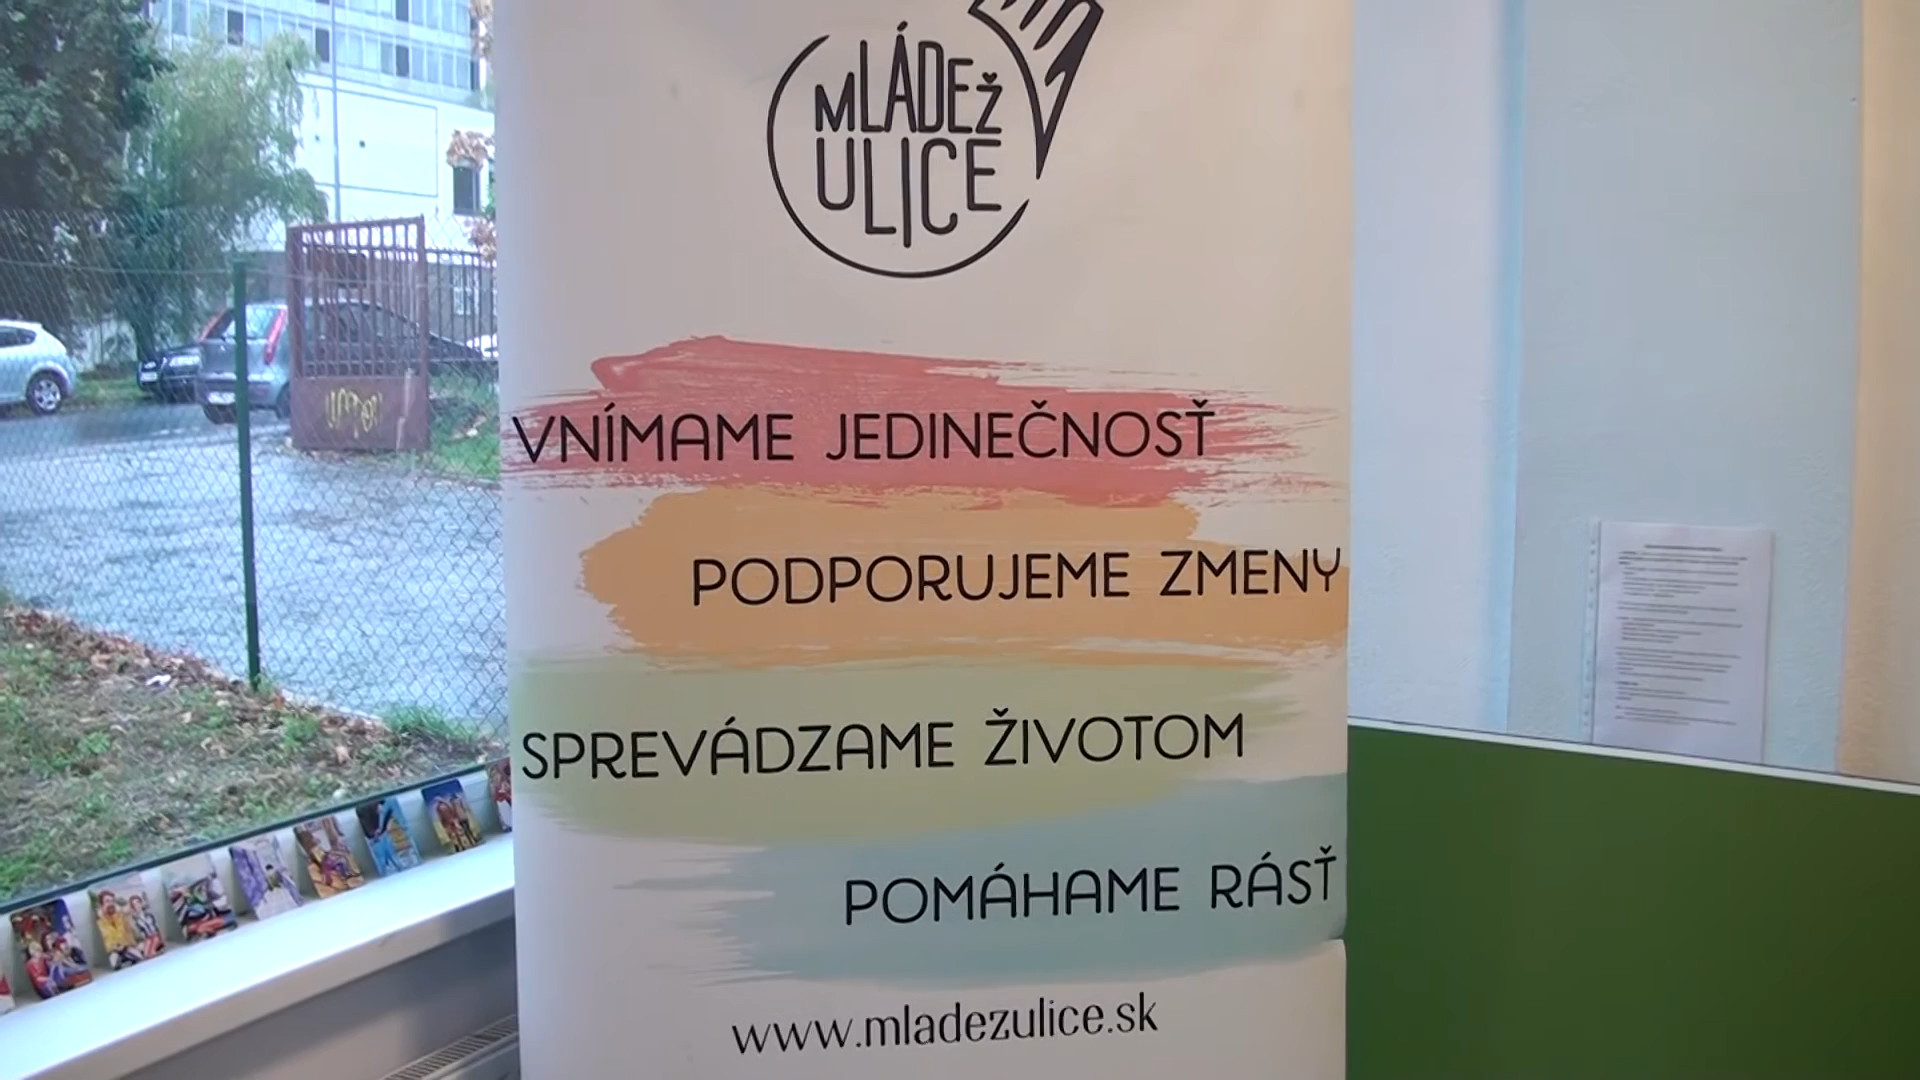 MLÁDEŽ
ULICE
VNÍMAME JEDINEČNOSŤ
PODPORUJEME ZMENY
SPREVÁDZAME ŽIVOTOM
POMÁHAME RÁSŤ
www.mladezulice.sk